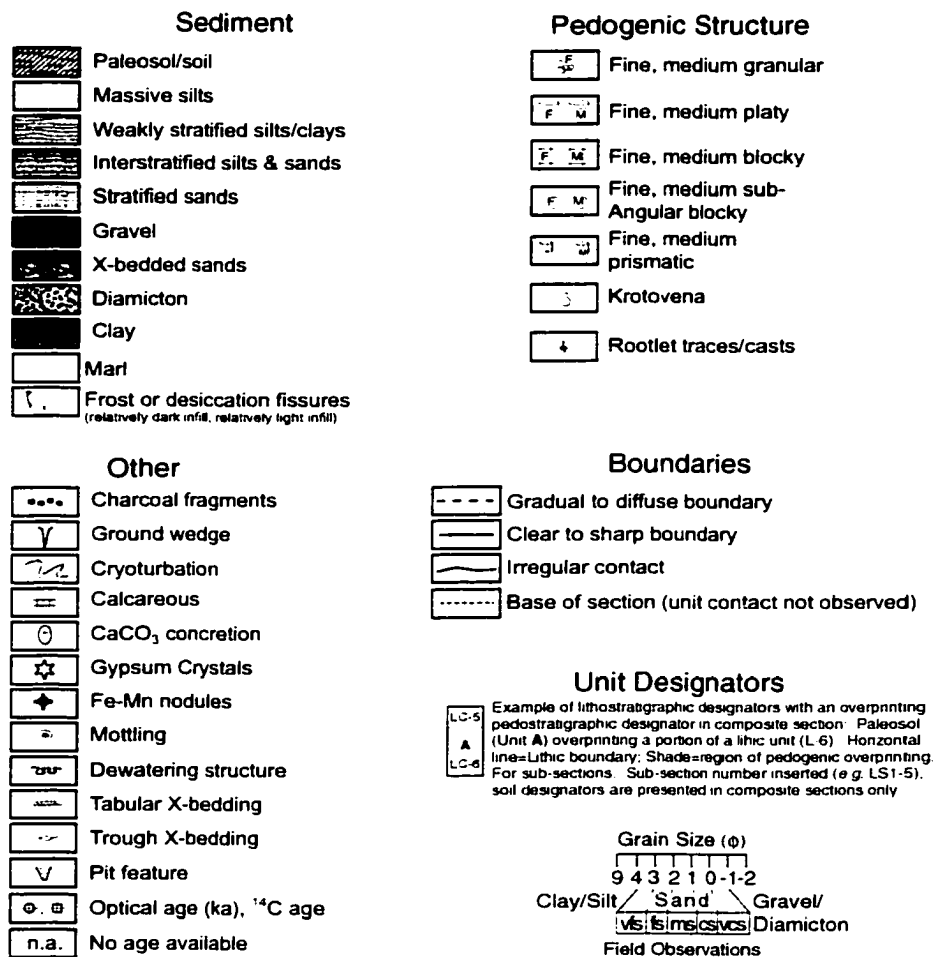 Sediment
Paleosol/soil
Massive silts
Weakly stratified silts/clays
Interstratified silts & sands
Stratified sands
Gravel
X-bedded sands
Diamicton
Clay
Marl
Frost or desiccation fissures
(relatively dark infill, relatively light infill)
Pedogenic Structure
F
Fine, medium granular
F M
Fine, medium platy
F M
Fine, medium blocky
F M
Fine, medium sub-
Angular blocky
Fine, medium
prismatic
Krotovena
Rootlet traces/casts
Other
Charcoal fragments
Ground wedge
Cryoturbation
Calcareous
CaCO₃ concretion
Gypsum Crystals
Fe-Mn nodules
Mottling
Dewatering structure
Tabular X-bedding
Trough X-bedding
Pit feature
Optical age (ka), ¹⁴C age
n.a. No age available
Boundaries
Gradual to diffuse boundary
Clear to sharp boundary
Irregular contact
Base of section (unit contact not observed)
Unit Designators
LC-5
A
LC-6
Example of lithostratigraphic designators with an overprinting
pedostratigraphic designator in composite section: Paleosol
(Unit A) overprinting a portion of a lithic unit (L-6) Horizontal
line=Lithic boundary; Shade=region of pedogenic overprinting.
For sub-sections. Sub-section number inserted (e.g. LS1-5),
soil designators are presented in composite sections only
Grain Size (ϕ)
9 4 3 2 1 0 -1 -2
Clay/Silt Sand Gravel/
Diamicton
vfs fs ms cs vcs
Field Observations